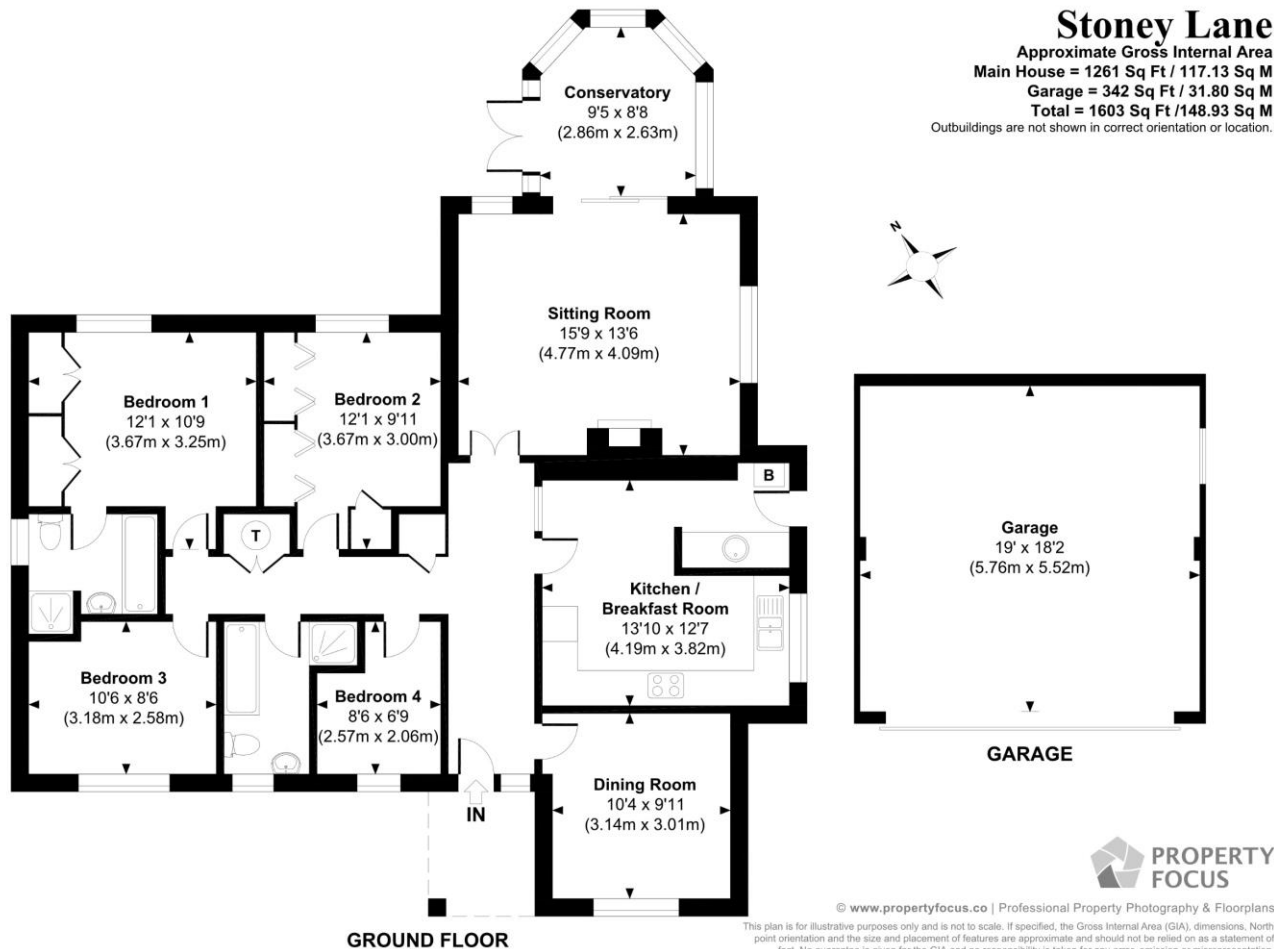 Stoney Lane
Approximate Gross Internal Area
Main House = 1261 Sq Ft / 117.13 Sq M
Garage = 342 Sq Ft / 31.80 Sq M
Total = 1603 Sq Ft /148.93 Sq M
Outbuildings are not shown in correct orientation or location.
Conservatory
9'5 x 8'8
(2.86m x 2.63m)
N
Sitting Room
15'9 x 13'6
(4.77m x 4.09m)
Bedroom 1
12'1 x 10'9
(3.67m x 3.25m)
Bedroom 2
12'1 x 9'11
(3.67m x 3.00m)
B
T
Garage
19' x 18'2
(5.76m x 5.52m)
Kitchen /
Breakfast Room
13'10 x 12'7
(4.19m x 3.82m)
Bedroom 3
10'6 x 8'6
(3.18m x 2.58m)
Bedroom 4
8'6 x 6'9
(2.57m x 2.06m)
GARAGE
Dining Room
10'4 x 9'11
(3.14m x 3.01m)
IN
PROPERTY
FOCUS
© www.propertyfocus.co | Professional Property Photography & Floorplans
This plan is for illustrative purposes only and is not to scale. If specified, the Gross Internal Area (GIA), dimensions, North
point orientation and the size and placement of features are approximate and should not be relied on as a statement of
GROUND FLOOR